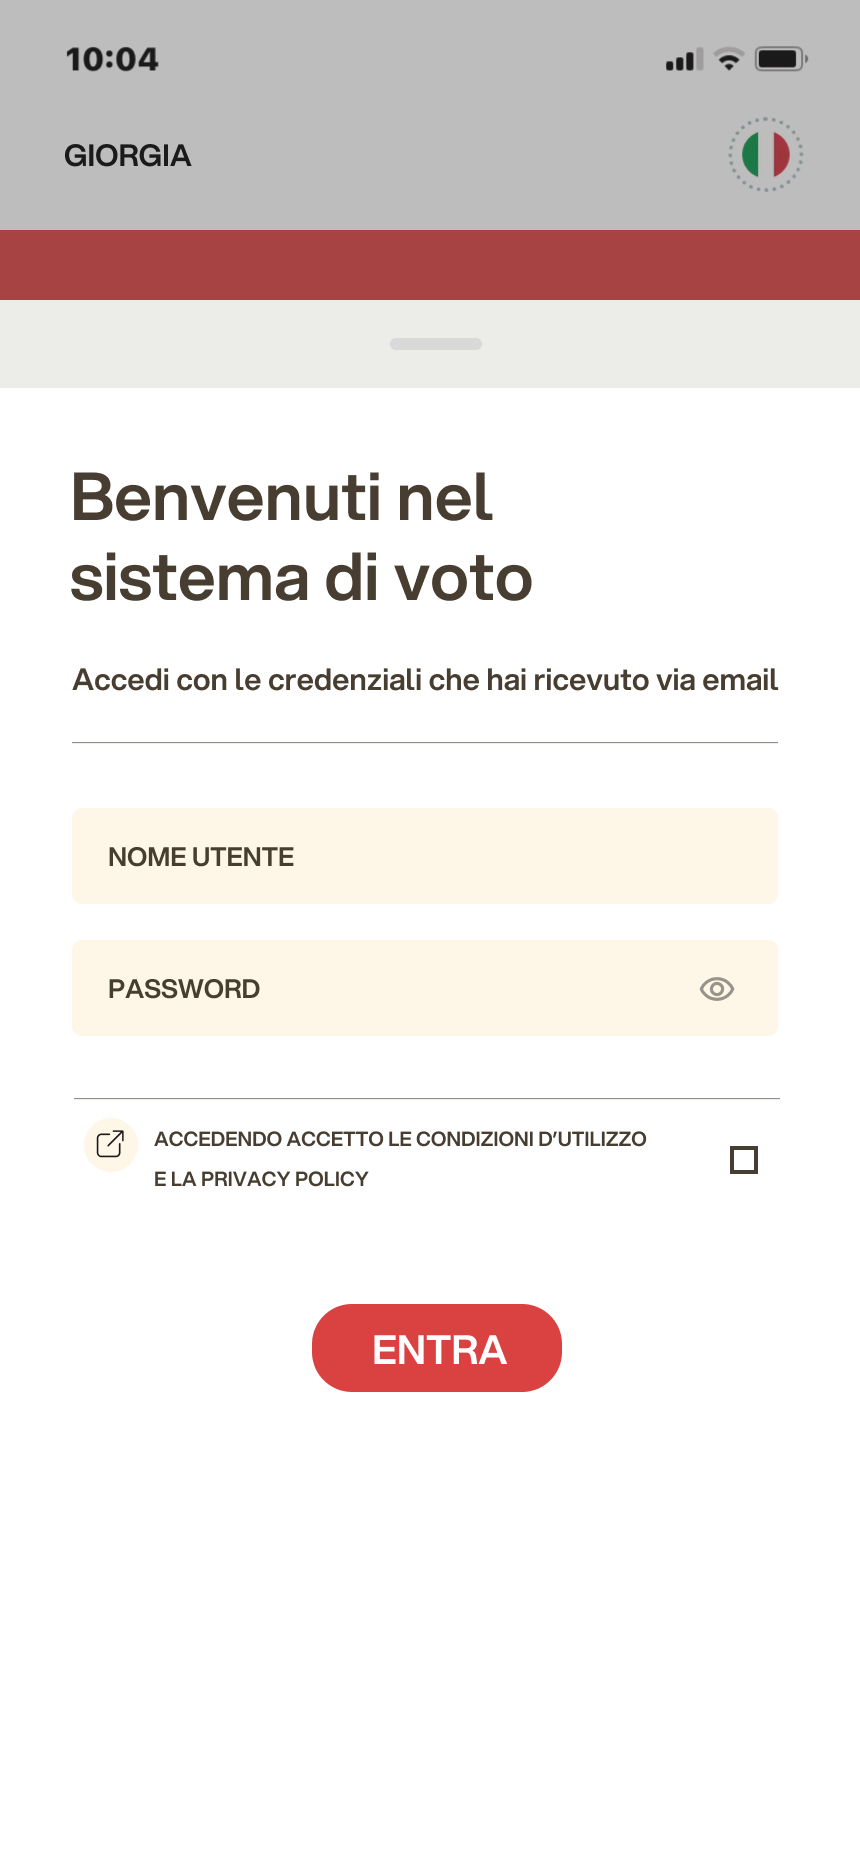 10:04
GIORGIA
Benvenuti nel
sistema di voto
Accedi con le credenziali che hai ricevuto via email
NOME UTENTE
PASSWORD
ACCEDENDO ACCETTO LE CONDIZIONI D’UTILIZZO
E LA PRIVACY POLICY
ENTRA